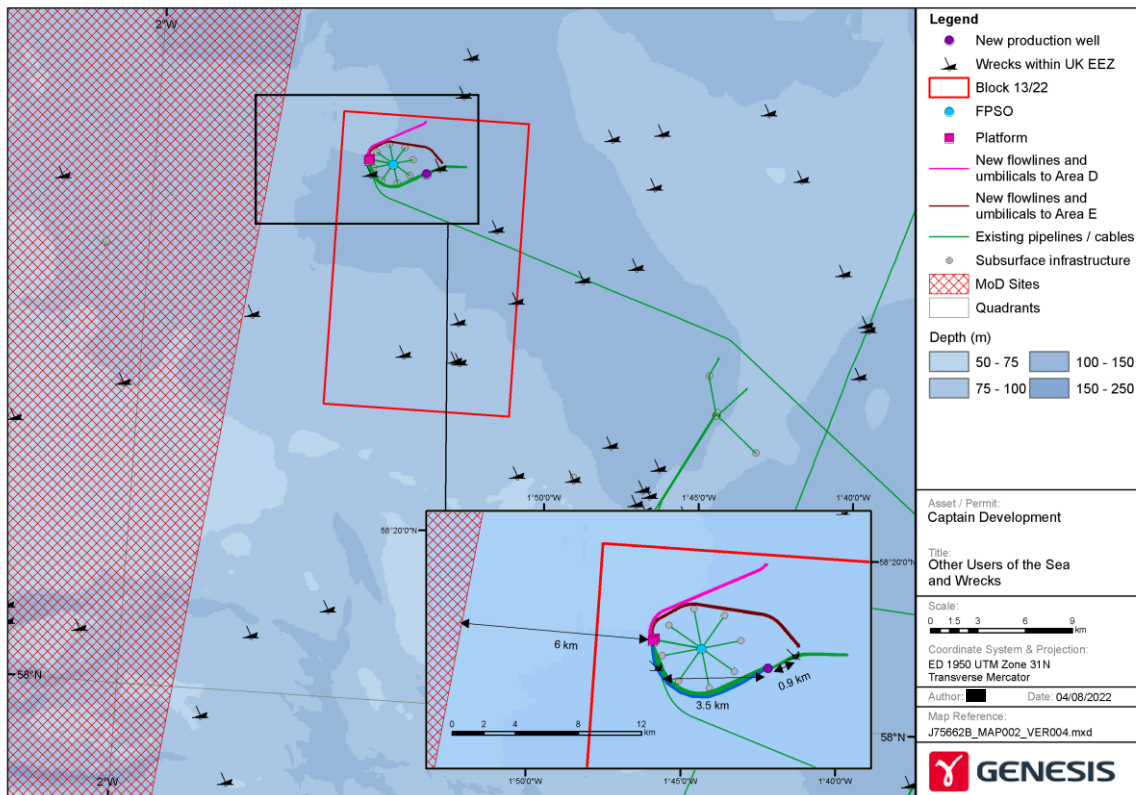 2°W
58°N
2°W
1°50'0"W
1°45'0"W
1°40'0"W
58°20'0"N
58°20'0"N
6 km
0.9 km
3.5 km
0 2 4 8 12
km
58°N
1°50'0"W
1°45'0"W
1°40'0"W
Legend
New production well
Wrecks within UK EEZ
Block 13/22
FPSO
Platform
New flowlines and
umbilicals to Area D
New flowlines and
umbilicals to Area E
Existing pipelines / cables
Subsurface infrastructure
MoD Sites
Quadrants
Depth (m)
50 - 75
100 - 150
75 - 100
150 - 250
Asset / Permit:
Captain Development
Title:
Other Users of the Sea
and Wrecks
Scale:
0 1.5 3 6 9
km
Coordinate System & Projection:
ED 1950 UTM Zone 31N
Transverse Mercator
Author:
Date: 04/08/2022
Map Reference:
J75662B_MAP002_VER004.mxd
GENESIS